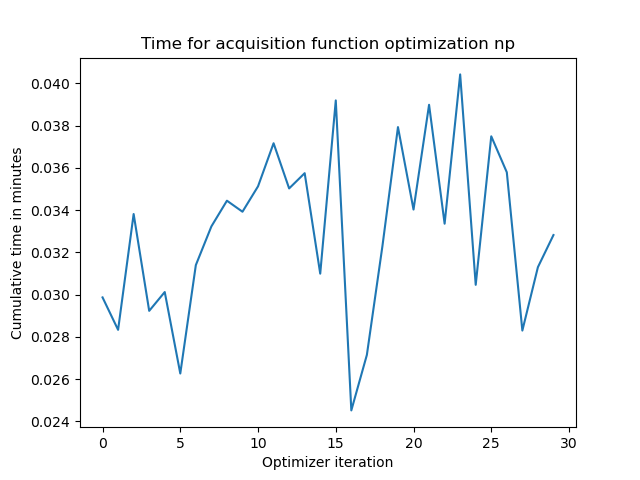 Time for acquisition function optimization np
0.040
0.038
0.036
0.034
0.032
0.030
0.028
0.026
0.024
Cumulative time in minutes
0 5 10 15 20 25 30
Optimizer iteration